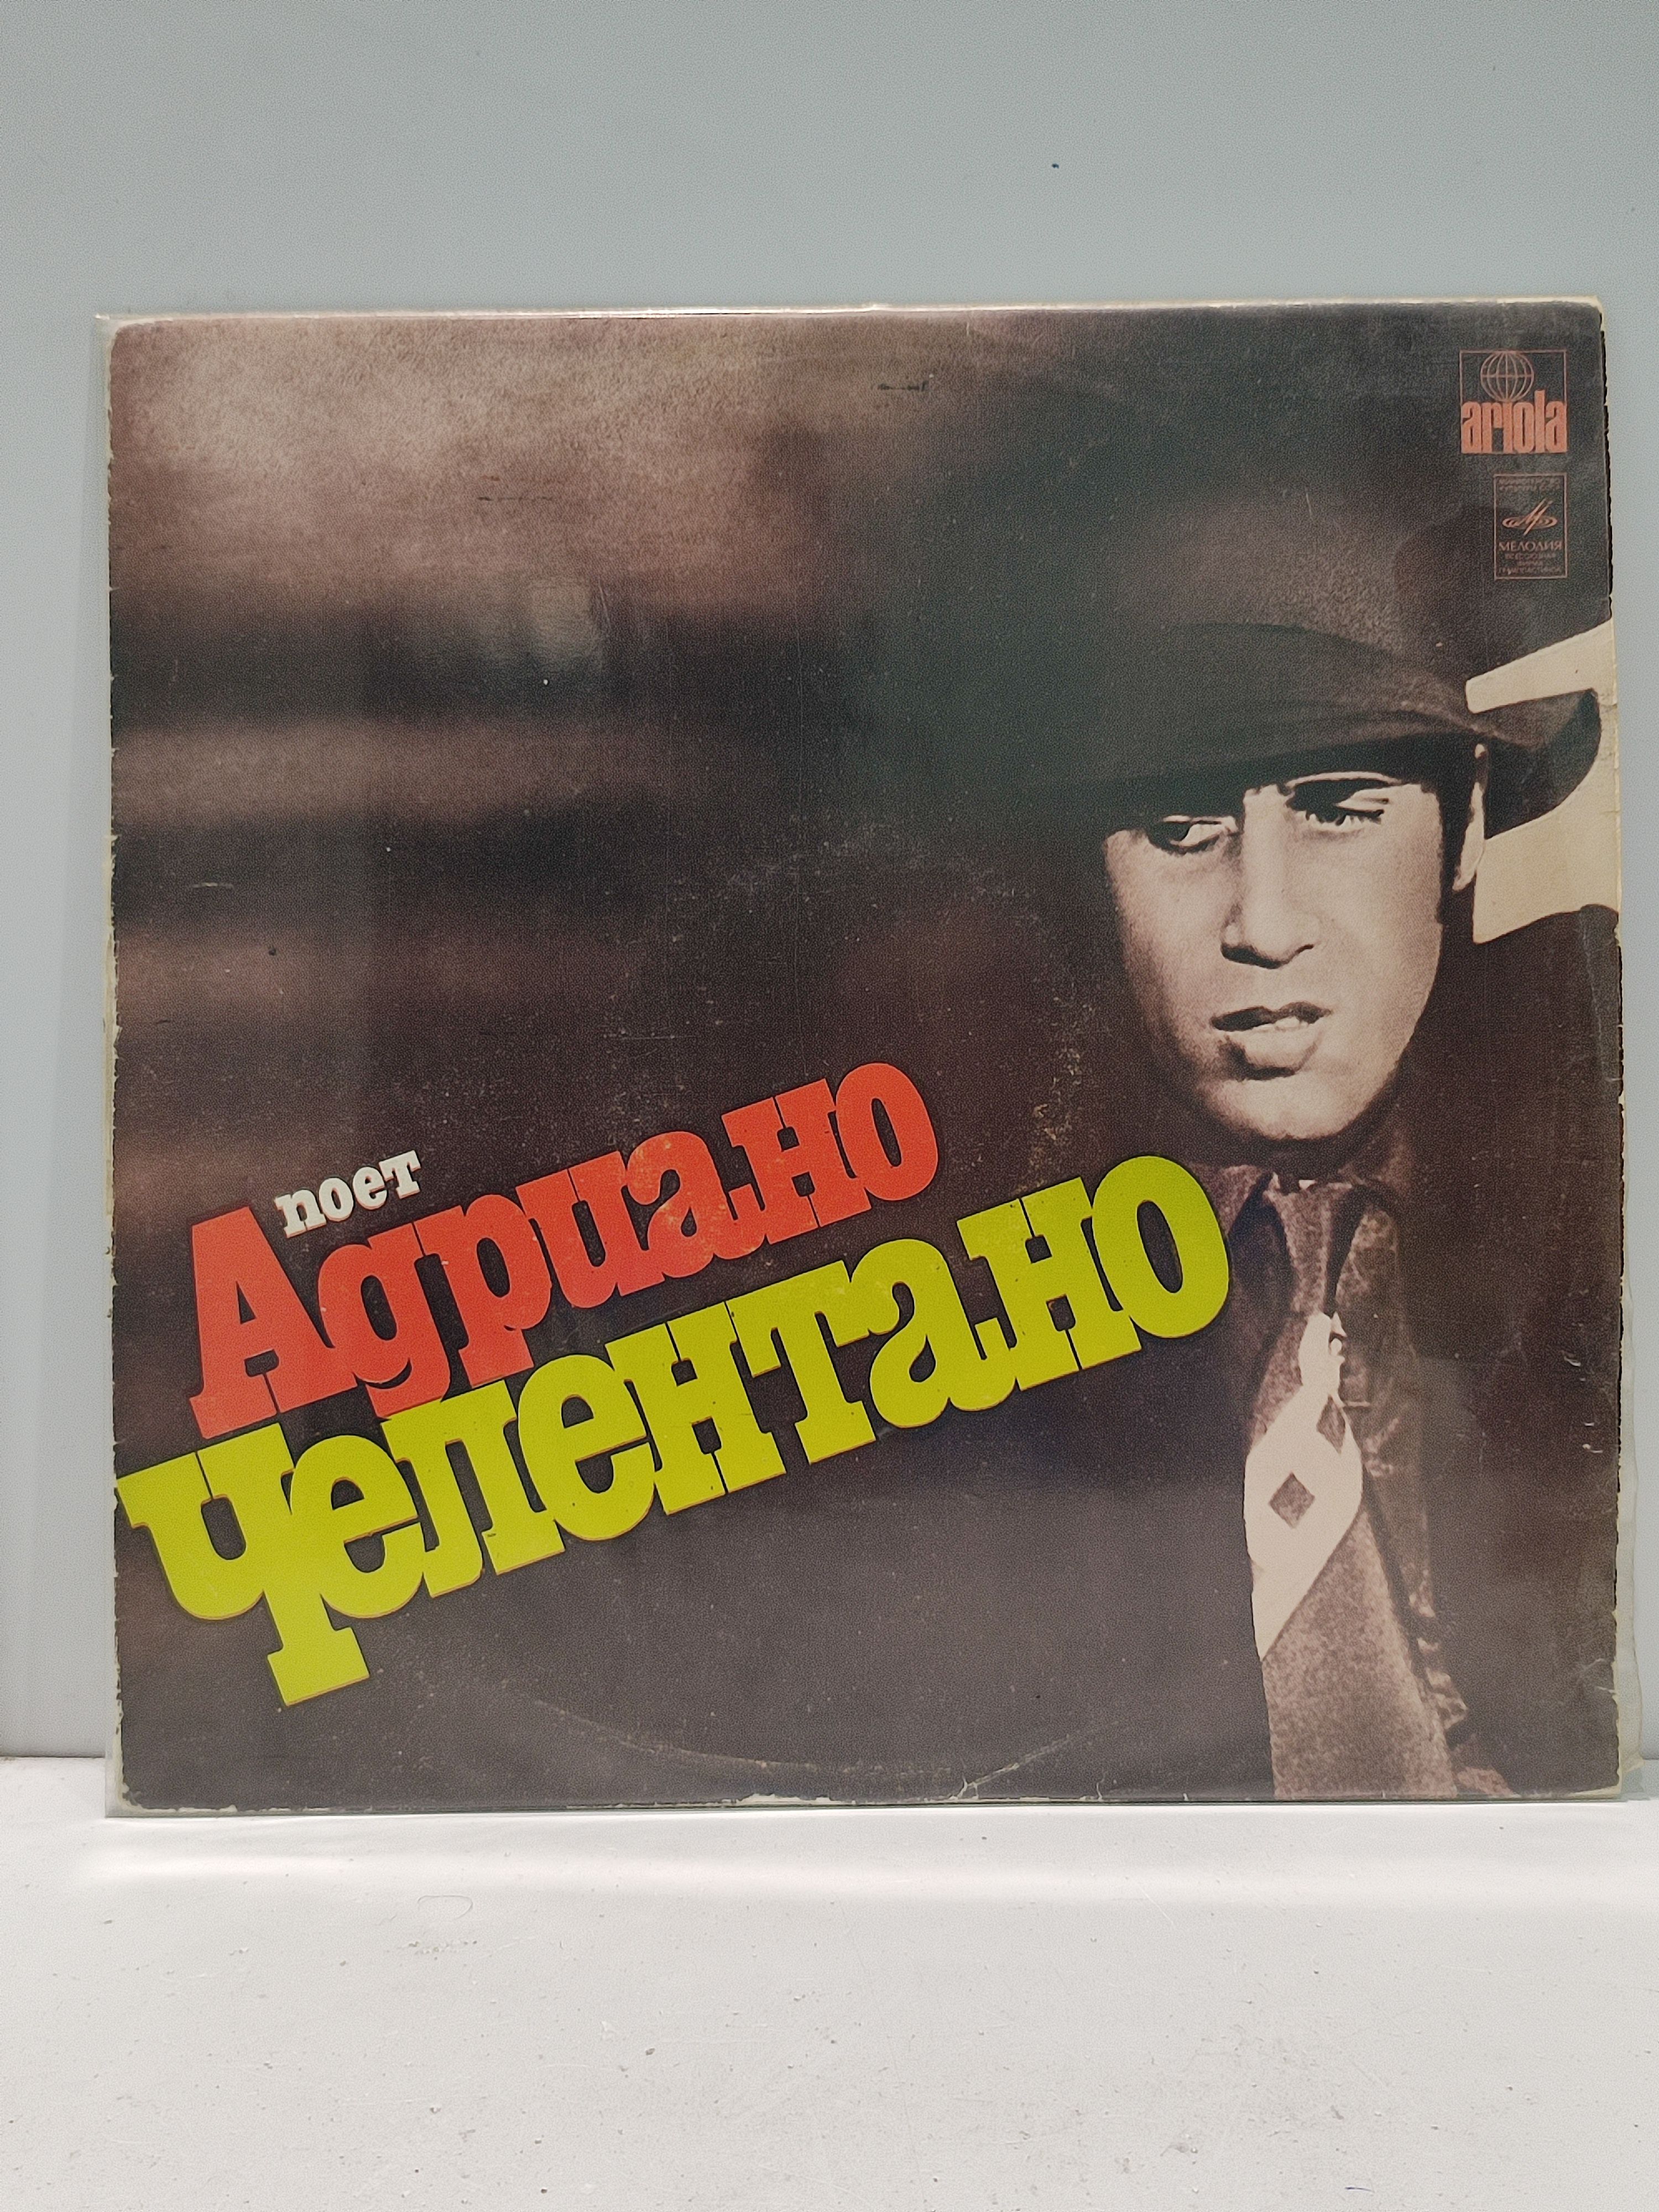 ariola
МЕЛОДИЯ
поет
Адриано
Челентано